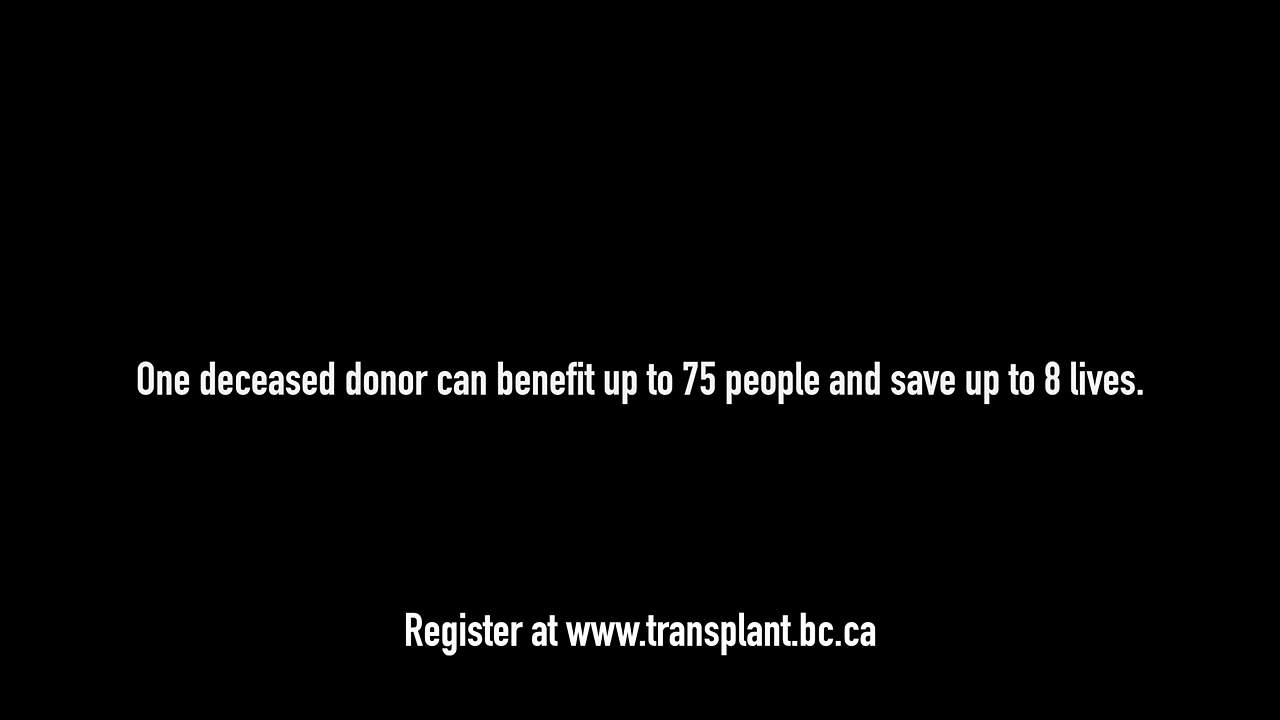 One deceased donor can benefit up to 75 people and save up to 8 lives.
Register at www.transplant.bc.ca